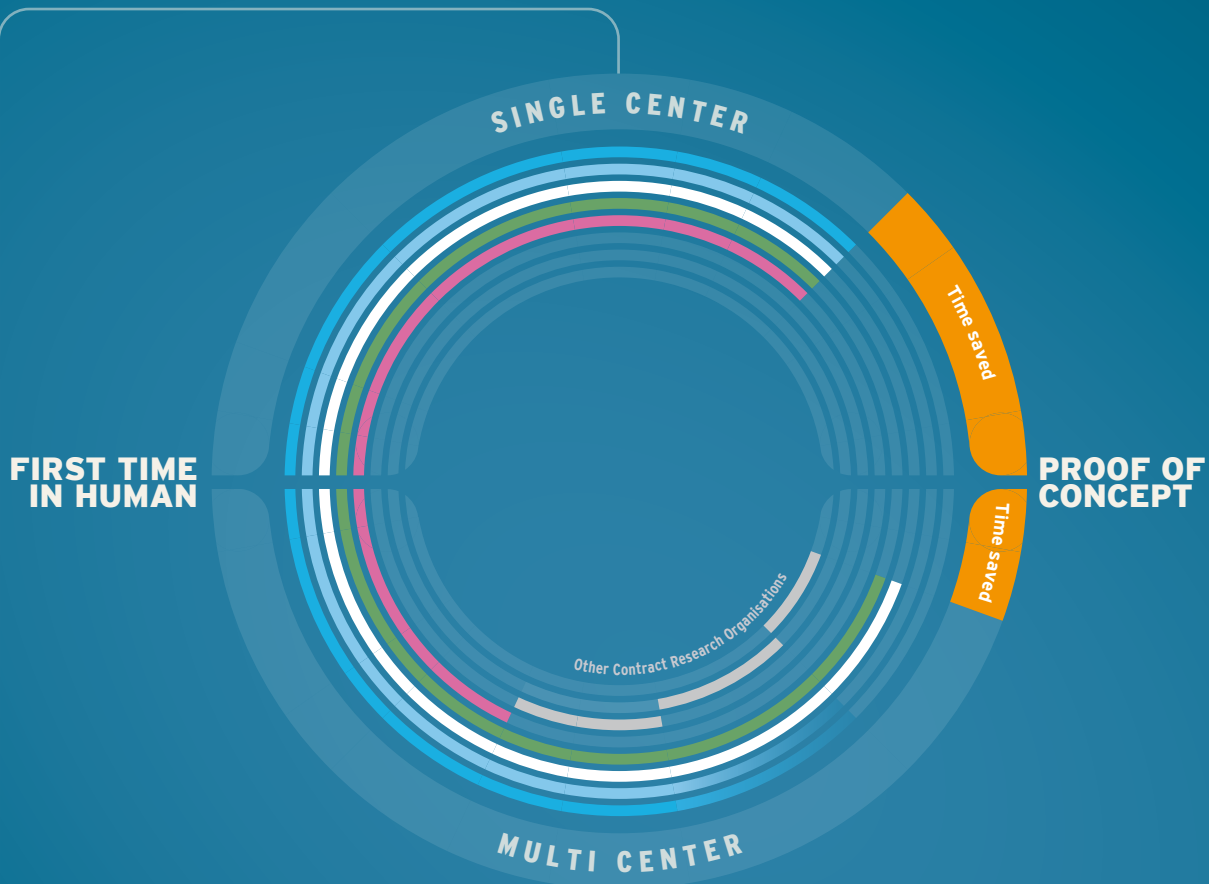 SINGLE CENTER
Time saved
FIRST TIME
IN HUMAN
PROOF OF
CONCEPT
Time saved
Other Contract Research Organisations
MULTI CENTER